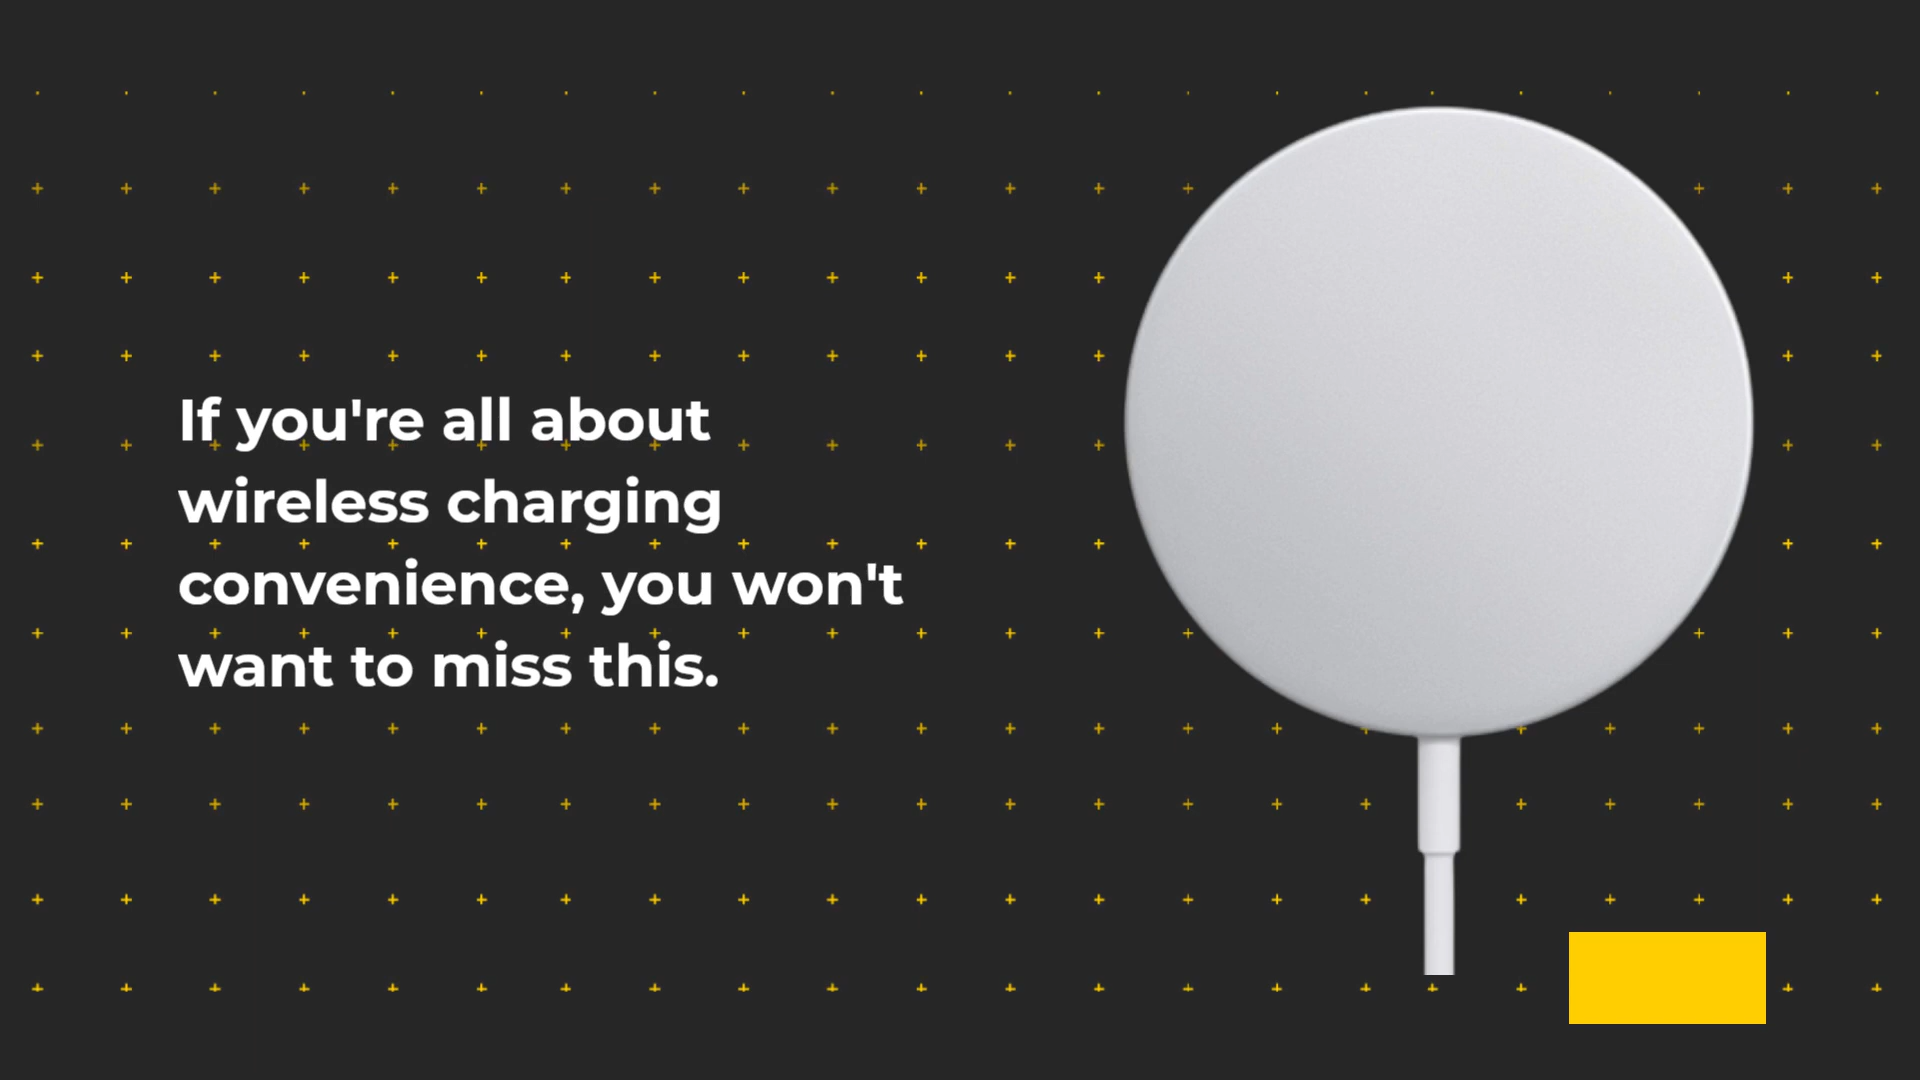 If you're all about
wireless charging
convenience, you won't
want to miss this.